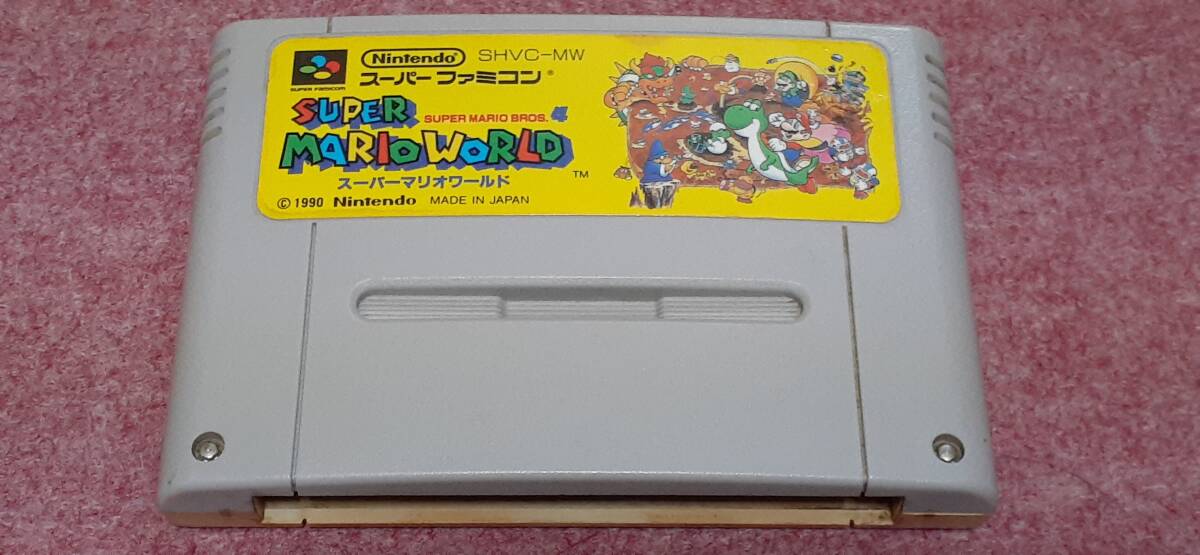 SUPER FAMICOM
Nintendo SHVC-MW
スーパーファミコン®
SUPER MARIO BROS. 4
SUPER
MARIO WORLD
スーパーマリオワールド
TM
© 1990 Nintendo MADE IN JAPAN